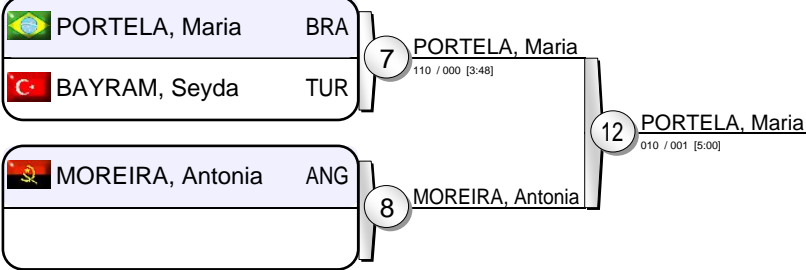 PORTELA, Maria BRA
BAYRAM, Seyda TUR
7
PORTELA, Maria
110 / 000 [3:48]
12
PORTELA, Maria
010 / 001 [5:00]
MOREIRA, Antonia ANG
8
MOREIRA, Antonia